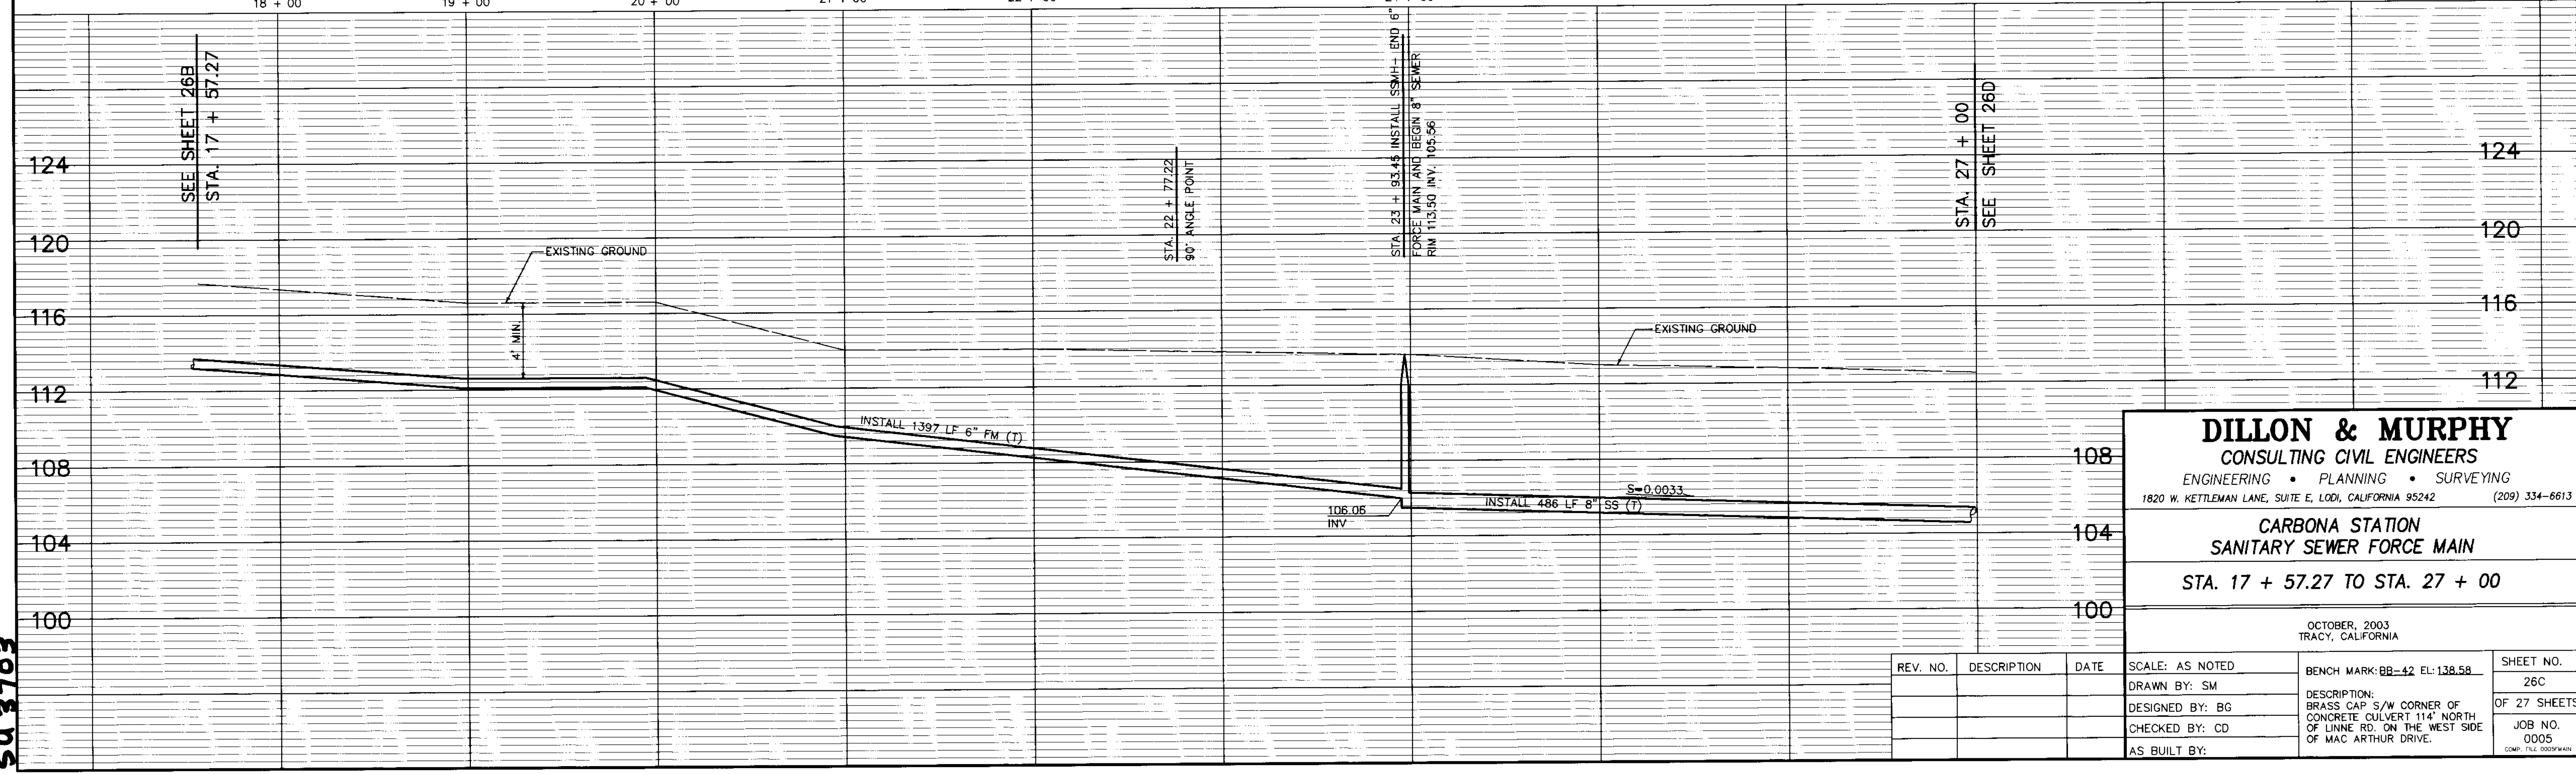 18 + 00
19 + 00
20 + 00
SEE SHEET 26B
STA. 17 + 57.27
STA. 22 + 77.22
90° ANGLE POINT
STA. 23 + 93.45 INSTALL SSMH- END 6"
FORCE MAIN AND BEGIN 8" SEWER
RIM 113.50 INV. 105.56
STA. 27 + 00
SEE SHEET 26D
124
120
116
112
108
104
100
124
120
116
112
108
104
100
EXISTING GROUND
4' MIN.
EXISTING GROUND
INSTALL 1397 LF 6" FM (T)
106.06
INV
S=0.0033
INSTALL 486 LF 8" SS (T)
DILLON & MURPHY
CONSULTING CIVIL ENGINEERS
ENGINEERING • PLANNING • SURVEYING
1820 W. KETTLEMAN LANE, SUITE E, LODI, CALIFORNIA 95242 (209) 334-6613
CARBONA STATION
SANITARY SEWER FORCE MAIN
STA. 17 + 57.27 TO STA. 27 + 00
OCTOBER, 2003
TRACY, CALIFORNIA
REV. NO. DESCRIPTION DATE
SCALE: AS NOTED
DRAWN BY: SM
DESIGNED BY: BG
CHECKED BY: CD
AS BUILT BY:
BENCH MARK: BB-42 EL: 138.58
DESCRIPTION:
BRASS CAP S/W CORNER OF
CONCRETE CULVERT 114' NORTH
OF LINNE RD. ON THE WEST SIDE
OF MAC ARTHUR DRIVE.
SHEET NO.
26C
OF 27 SHEETS
JOB NO.
0005
COMP. FILE 0005FMAIN